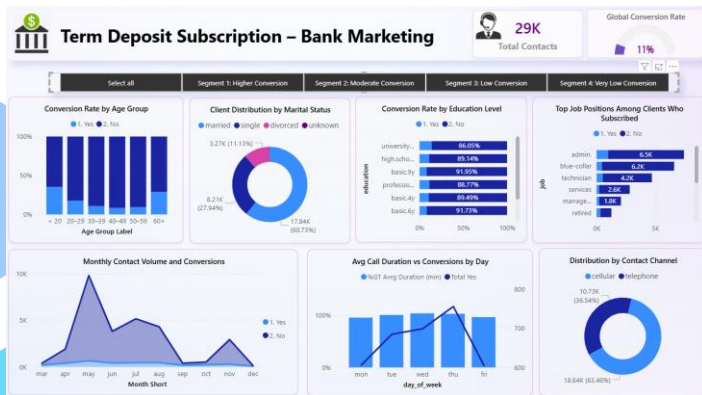 Term Deposit Subscription – Bank Marketing
29K
Total Contacts
Global Conversion Rate
11%
Select all
Segment 1: Higher Conversion
Segment 2: Moderate Conversion
Segment 3: Low Conversion
Segment 4: Very Low Conversion
Conversion Rate by Age Group
1. Yes 2. No
100%
50%
0%
< 20 20–29 30–39 40–49 50–59 60+
Age Group Label
Client Distribution by Marital Status
married single divorced unknown
3.27K (11.13%)
8.21K
(27.94%)
17.84K
(60.73%)
Conversion Rate by Education Level
1. Yes 2. No
education
university... 86.05%
high.scho... 89.14%
basic.9y 91.95%
professio... 88.77%
basic.4y 89.49%
basic.6y 91.73%
0% 50% 100%
Top Job Positions Among Clients Who
Subscribed
1. Yes 2. No
job
admin. 6.5K
blue-collar 6.2K
technician 4.2K
services 2.6K
manage... 1.8K
retired
0K 5K
Monthly Contact Volume and Conversions
10K
5K
0K
mar apr may jun jul aug sep oct nov dec
Month Short
1. Yes
2. No
Avg Call Duration vs Conversions by Day
%GT Avrg Duration (min) Total Yes
100%
0%
800
700
600
mon tue wed thu fri
day_of_week
Distribution by Contact Channel
cellular telephone
10.73K
(36.54%)
18.64K (63.46%)